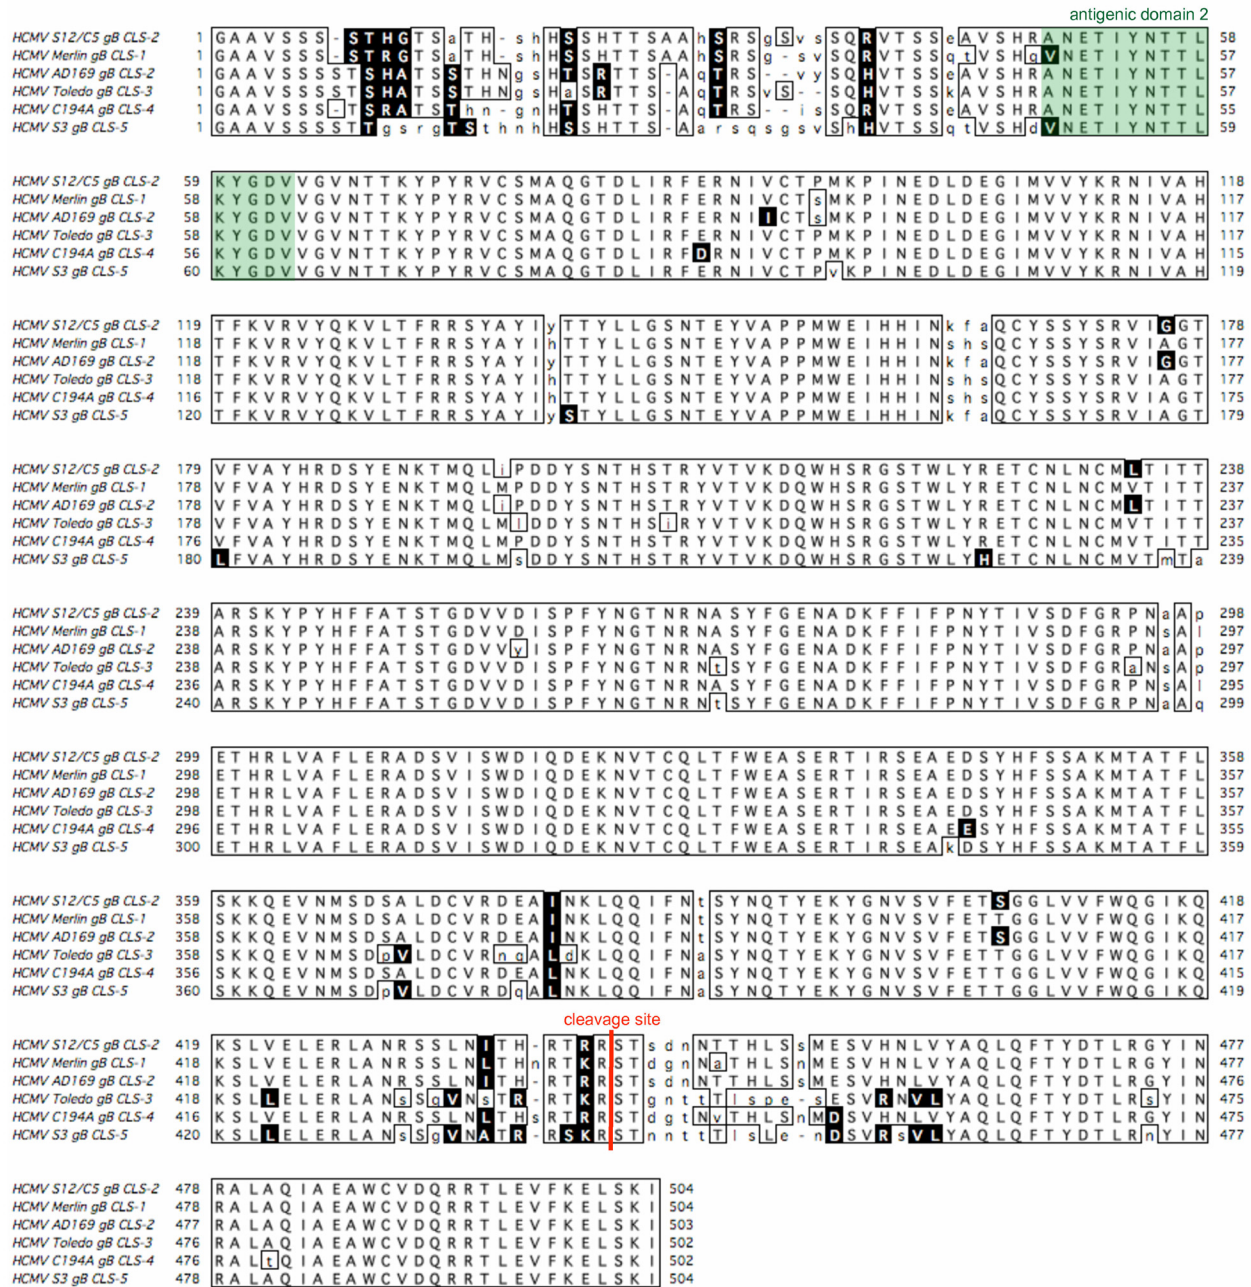 antigenic domain 2
HCMV S12/C5 gB CLS-2 1 GAAVSSS-STHGTSaTH-shHSSHTTSAAhSRSgSvsSQRVTSSeAVSHRANETIYNTTL 58
HCMV Merlin gB CLS-1 1 GAAVSSS-STRGTSaTH-shHSSHTTSAAhSRSg-svSQRVTSSqtVSHgVNETIYNTTL 57
HCMV AD169 gB CLS-2 1 GAAVSSSSTSHATSSTHNgsHTSRTTS-AqTRS--vySQHVTSSeAVSHRANETIYNTTL 57
HCMV Toledo gB CLS-3 1 GAAVSSSSTSHATSSTHNgsHaSRTTS-AqTRSvS--SQHVTSSkAVSHRANETIYNTTL 57
HCMV C194A gB CLS-4 1 GAAVSSS-TSRATSThn-gnHTSHTTS-AqTRS--isSQRVTSSeAVSHRANETIYNTTL 55
HCMV S3 gB CLS-5 1 GAAVSSSSTTgsrgTSthnhHSSHTTS-AarsqsgsvShHVTSSqtVSHdVNETIYNTTL 59
HCMV S12/C5 gB CLS-2 59 KYGDVVGVNTTKYPYRVCSMAQGTDLIRFERNIVCTPMKPINEDLDEGIMVVYKRNIVAH 118
HCMV Merlin gB CLS-1 58 KYGDVVGVNTTKYPYRVCSMAQGTDLIRFERNIVCTsMKPINEDLDEGIMVVYKRNIVAH 117
HCMV AD169 gB CLS-2 58 KYGDVVGVNTTKYPYRVCSMAQGTDLIRFERNIICTsMKPINEDLDEGIMVVYKRNIVAH 117
HCMV Toledo gB CLS-3 58 KYGDVVGVNTTKYPYRVCSMAQGTDLIRFERNIVCTPMKPINEDLDEGIMVVYKRNIVAH 117
HCMV C194A gB CLS-4 56 KYGDVVGVNTTKYPYRVCSMAQGTDLIRFDRNIVCTPMKPINEDLDEGIMVVYKRNIVAH 115
HCMV S3 gB CLS-5 60 KYGDVVGVNTTKYPYRVCSMAQGTDLIRFERNIVCTPvKPINEDLDEGIMVVYKRNIVAH 119
HCMV S12/C5 gB CLS-2 119 TFKVRVYQKVLTFRRSYAYIyTTYLLGSNTEYVAPPMWEIHHINkfaQCYSSYSRVIGGT 178
HCMV Merlin gB CLS-1 118 TFKVRVYQKVLTFRRSYAYIhTTYLLGSNTEYVAPPMWEIHHINshsQCYSSYSRVIAGT 177
HCMV AD169 gB CLS-2 118 TFKVRVYQKVLTFRRSYAYIyTTYLLGSNTEYVAPPMWEIHHINkfaQCYSSYSRVIGGT 177
HCMV Toledo gB CLS-3 118 TFKVRVYQKVLTFRRSYAYIhTTYLLGSNTEYVAPPMWEIHHINshsQCYSSYSRVIAGT 177
HCMV C194A gB CLS-4 116 TFKVRVYQKVLTFRRSYAYIhTTYLLGSNTEYVAPPMWEIHHINshsQCYSSYSRVIAGT 175
HCMV S3 gB CLS-5 120 TFKVRVYQKVLTFRRSYAYIySTYLLGSNTEYVAPPMWEIHHINkfaQCYSSYSRVIAGT 179
HCMV S12/C5 gB CLS-2 179 VFVAYHRDSYENKTMQLiPDDYSNTHSTRYVTVKDQWHSRGSTWLYRETCNLNCMLTITT 238
HCMV Merlin gB CLS-1 178 VFVAYHRDSYENKTMQLMPDDYSNTHSTRYVTVKDQWHSRGSTWLYRETCNLNCMVTITT 237
HCMV AD169 gB CLS-2 178 VFVAYHRDSYENKTMQLiPDDYSNTHSTRYVTVKDQWHSRGSTWLYRETCNLNCMLTITT 237
HCMV Toledo gB CLS-3 178 VFVAYHRDSYENKTMQLMlDDYSNTHSiRYVTVKDQWHSRGSTWLYRETCNLNCMVTITT 237
HCMV C194A gB CLS-4 176 VFVAYHRDSYENKTMQLMPDDYSNTHSTRYVTVKDQWHSRGSTWLYRETCNLNCMVTITT 235
HCMV S3 gB CLS-5 180 LFVAYHRDSYENKTMQLMsDDYSNTHSTRYVTVKDQWHSRGSTWLYHETCNLNCMVTmTa 239
HCMV S12/C5 gB CLS-2 239 ARSKYPYHFFATSTGDVVDISPFYNGTNRNASYFGENADKFFIFPNYTIVSDFGRPNaAp 298
HCMV Merlin gB CLS-1 238 ARSKYPYHFFATSTGDVVDISPFYNGTNRNASYFGENADKFFIFPNYTIVSDFGRPNsAl 297
HCMV AD169 gB CLS-2 238 ARSKYPYHFFATSTGDVVyISPFYNGTNRNASYFGENADKFFIFPNYTIVSDFGRPNaAp 297
HCMV Toledo gB CLS-3 238 ARSKYPYHFFATSTGDVVDISPFYNGTNRNtSYFGENADKFFIFPNYTIVSDFGRaNsAp 297
HCMV C194A gB CLS-4 236 ARSKYPYHFFATSTGDVVDISPFYNGTNRNASYFGENADKFFIFPNYTIVSDFGRPNsAl 295
HCMV S3 gB CLS-5 240 ARSKYPYHFFATSTGDVVDISPFYNGTNRNtSYFGENADKFFIFPNYTIVSDFGRPNaAq 299
HCMV S12/C5 gB CLS-2 299 ETHRLVAFLERADSVISWDIQDEKNVTCQLTFWEASERTIRSEAEDSYHFSSAKMTATFL 358
HCMV Merlin gB CLS-1 298 ETHRLVAFLERADSVISWDIQDEKNVTCQLTFWEASERTIRSEAEDSYHFSSAKMTATFL 357
HCMV AD169 gB CLS-2 298 ETHRLVAFLERADSVISWDIQDEKNVTCQLTFWEASERTIRSEAEDSYHFSSAKMTATFL 357
HCMV Toledo gB CLS-3 298 ETHRLVAFLERADSVISWDIQDEKNVTCQLTFWEASERTIRSEAEDSYHFSSAKMTATFL 357
HCMV C194A gB CLS-4 296 ETHRLVAFLERADSVISWDIQDEKNVTCQLTFWEASERTIRSEAEESYHFSSAKMTATFL 355
HCMV S3 gB CLS-5 300 ETHRLVAFLERADSVISWDIQDEKNVTCQLTFWEASERTIRSEAkDSYHFSSAKMTATFL 359
HCMV S12/C5 gB CLS-2 359 SKKQEVNMSDSALDCVRDEAINKLQQIFNtSYNQTYEKYGNVSVFETSGGLVVFWQGIKQ 418
HCMV Merlin gB CLS-1 358 SKKQEVNMSDSALDCVRDEAINKLQQIFNtSYNQTYEKYGNVSVFETTGGLVVFWQGIKQ 417
HCMV AD169 gB CLS-2 358 SKKQEVNMSDSALDCVRDEAINKLQQIFNtSYNQTYEKYGNVSVFETSGGLVVFWQGIKQ 417
HCMV Toledo gB CLS-3 358 SKKQEVNMSDpVLDCVRnqALdKLQQIFNaSYNQTYEKYGNVSVFETTGGLVVFWQGIKQ 417
HCMV C194A gB CLS-4 356 SKKQEVNMSDSALDCVRDEALNKLQQIFNaSYNQTYEKYGNVSVFETTGGLVVFWQGIKQ 415
HCMV S3 gB CLS-5 360 SKKQEVNMSDpVLDCVRDqALNKLQQIFNaSYNQTYEKYGNVSVFETTGGLVVFWQGIKQ 419
cleavage site
HCMV S12/C5 gB CLS-2 419 KSLVELERLANRSSLNITH-RTRRSTsdnNTTHLSsMESVHNLVYAQLQFTYDTLRGYIN 477
HCMV Merlin gB CLS-1 418 KSLVELERLANRSSLNLTHnRTKRSTdgnNaTHLSsMESVHNLVYAQLQFTYDTLRGYIN 477
HCMV AD169 gB CLS-2 418 KSLVELERLANRSSLNITH-RTRRSTsdnNTTHLSsMESVHNLVYAQLQFTYDTLRGYIN 476
HCMV Toledo gB CLS-3 418 KSLLELERLANsSgVNsTR-RTKRSTgnttTlspe-sESVRNVLYAQLQFTYDTLRsYIN 475
HCMV C194A gB CLS-4 416 KSLVELERLANRSSLNLTHsRTRRSTdgtNvTHLSnMDSVHNLVYAQLQFTYDTLRGYIN 475
HCMV S3 gB CLS-5 420 KSLLELERLANsSgVNATR-RSKRSTnnttTlsLe-nDSVRsVLYAQLQFTYDTLRnYIN 477
HCMV S12/C5 gB CLS-2 478 RALAQIAEAWCVDQRRTLEVFKELSKI 504
HCMV Merlin gB CLS-1 478 RALAQIAEAWCVDQRRTLEVFKELSKI 504
HCMV AD169 gB CLS-2 477 RALAQIAEAWCVDQRRTLEVFKELSKI 503
HCMV Toledo gB CLS-3 476 RALAQIAEAWCVDQRRTLEVFKELSKI 502
HCMV C194A gB CLS-4 476 RALtQIAEAWCVDQRRTLEVFKELSKI 502
HCMV S3 gB CLS-5 478 RALAQIAEAWCVDQRRTLEVFKELSKI 504